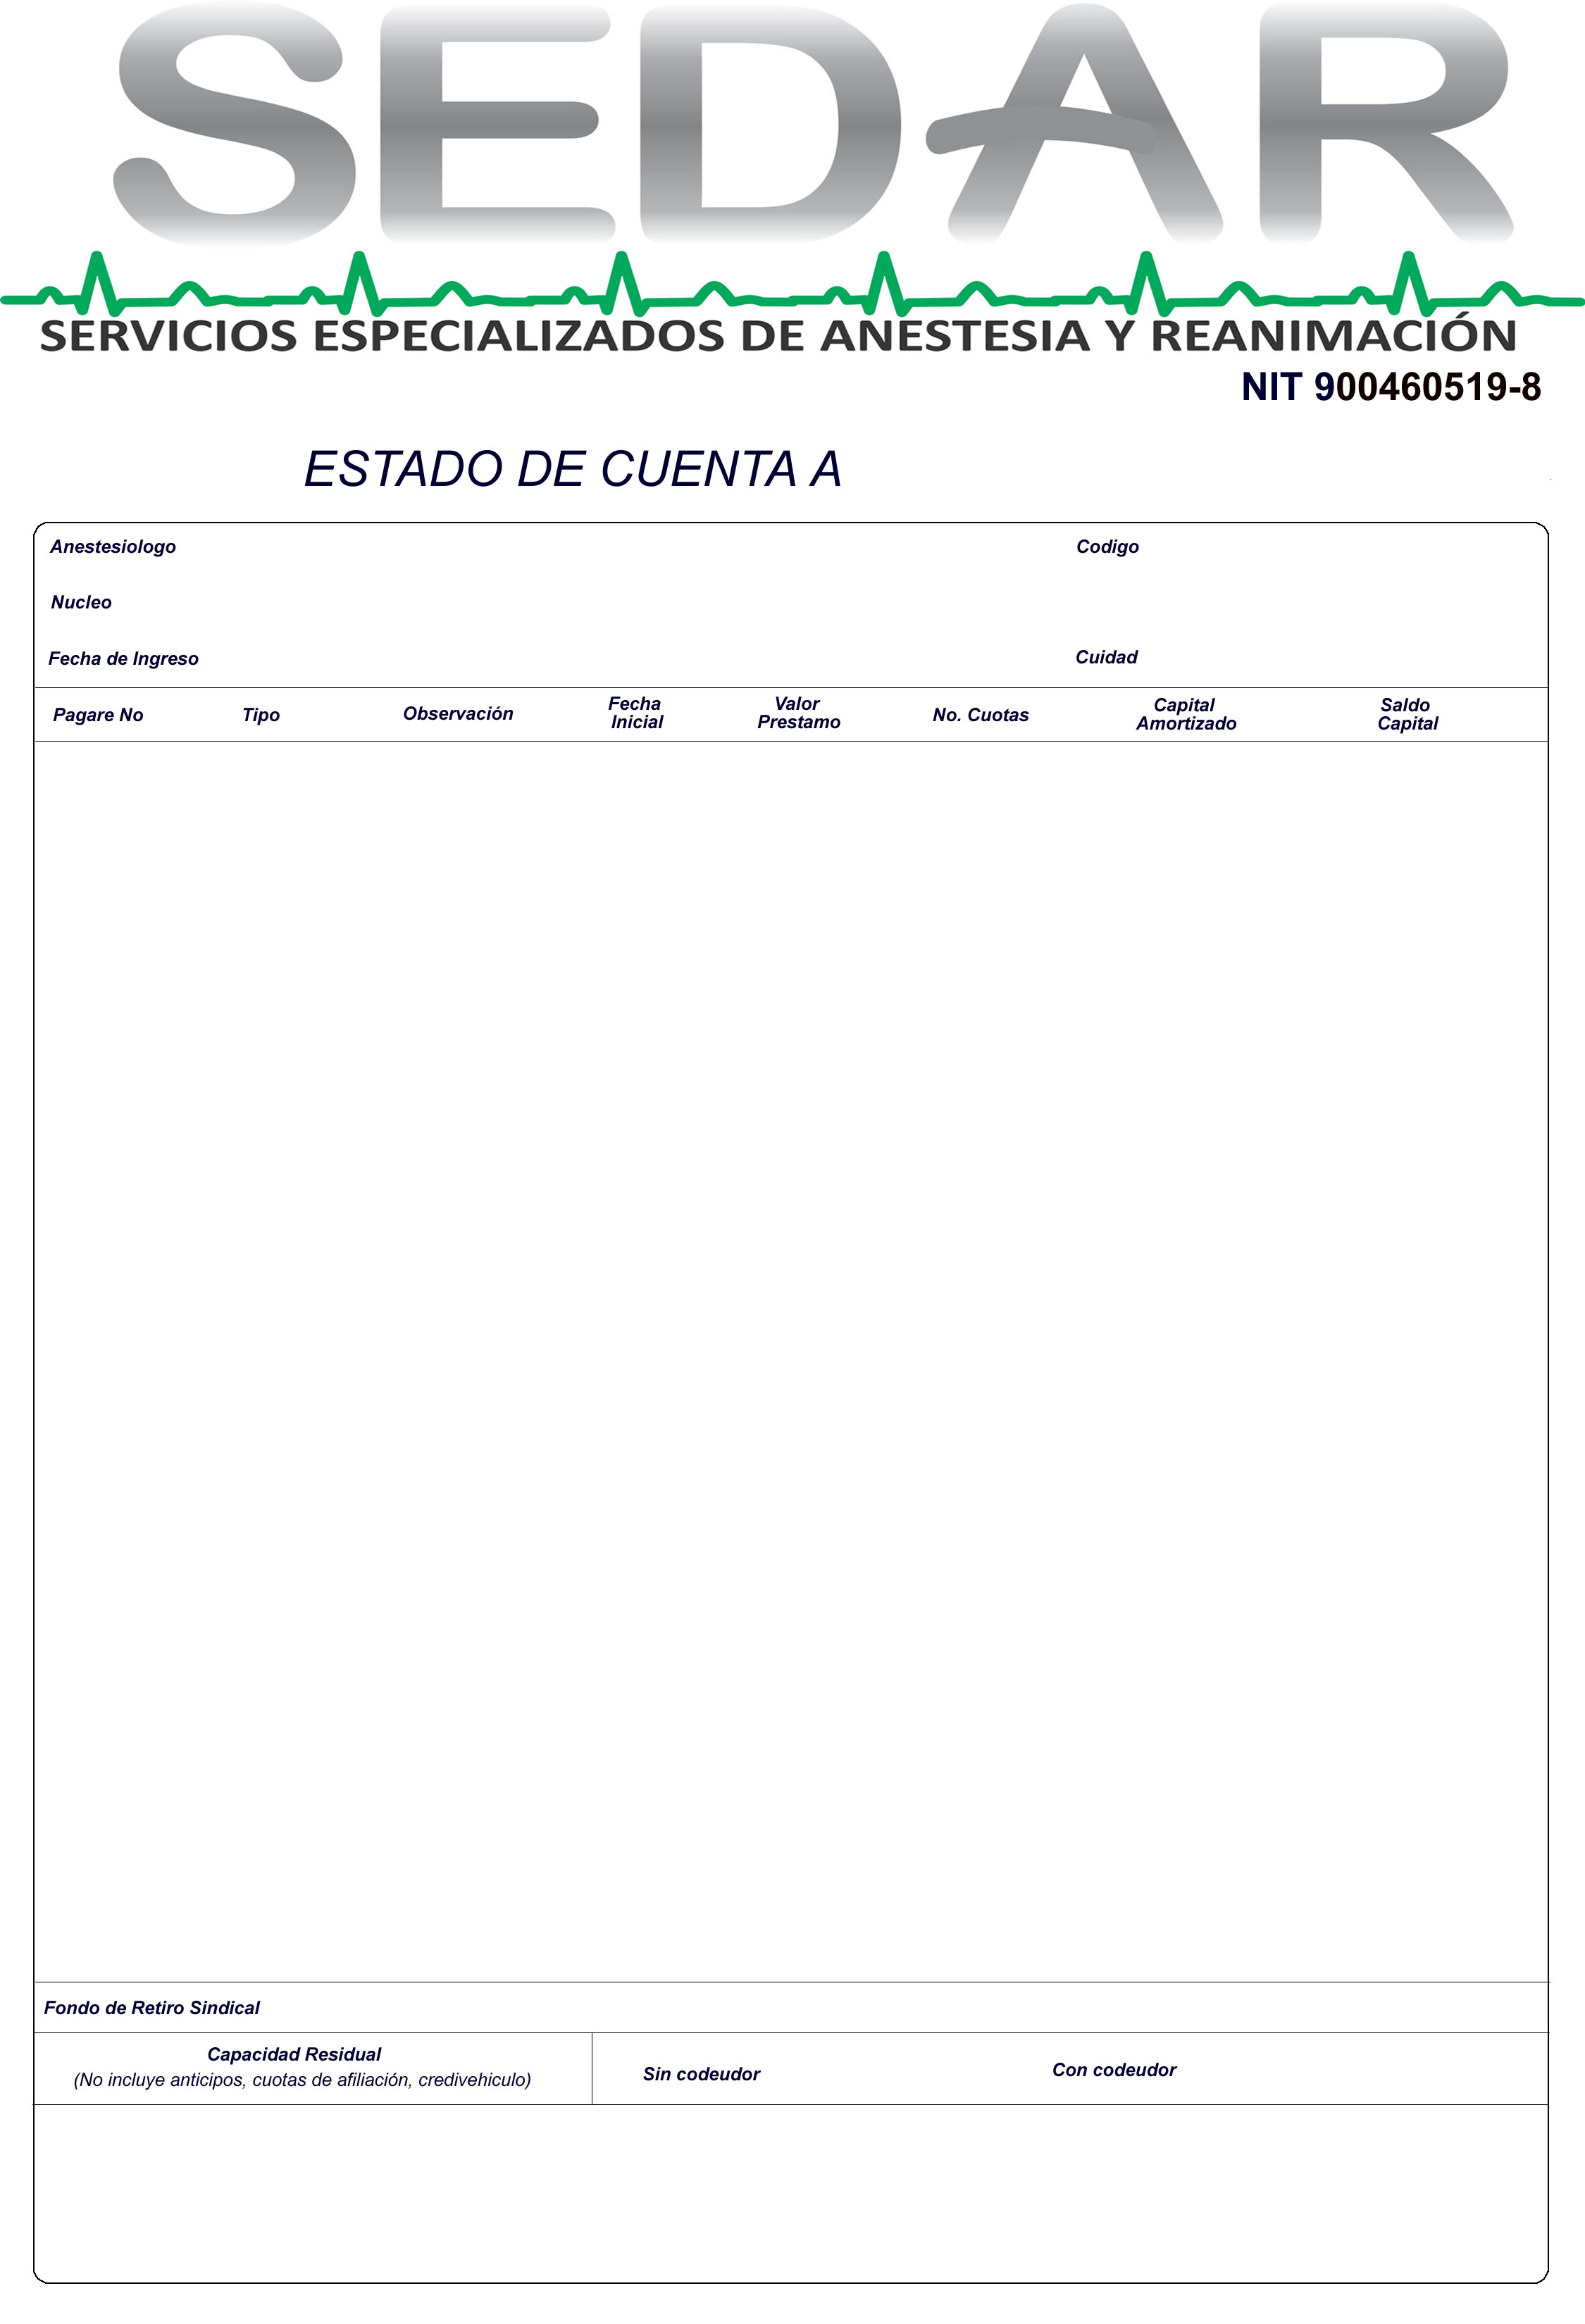 SEDAR
SERVICIOS ESPECIALIZADOS DE ANESTESIA Y REANIMACIÓN
NIT 900460519-8
ESTADO DE CUENTA A
Anestesiologo Codigo
Nucleo
Fecha de Ingreso Cuidad
Pagare No Tipo Observación Fecha Inicial Valor Prestamo No. Cuotas Capital Amortizado Saldo Capital
Fondo de Retiro Sindical
Capacidad Residual
(No incluye anticipos, cuotas de afiliación, credivehiculo)
Sin codeudor Con codeudor